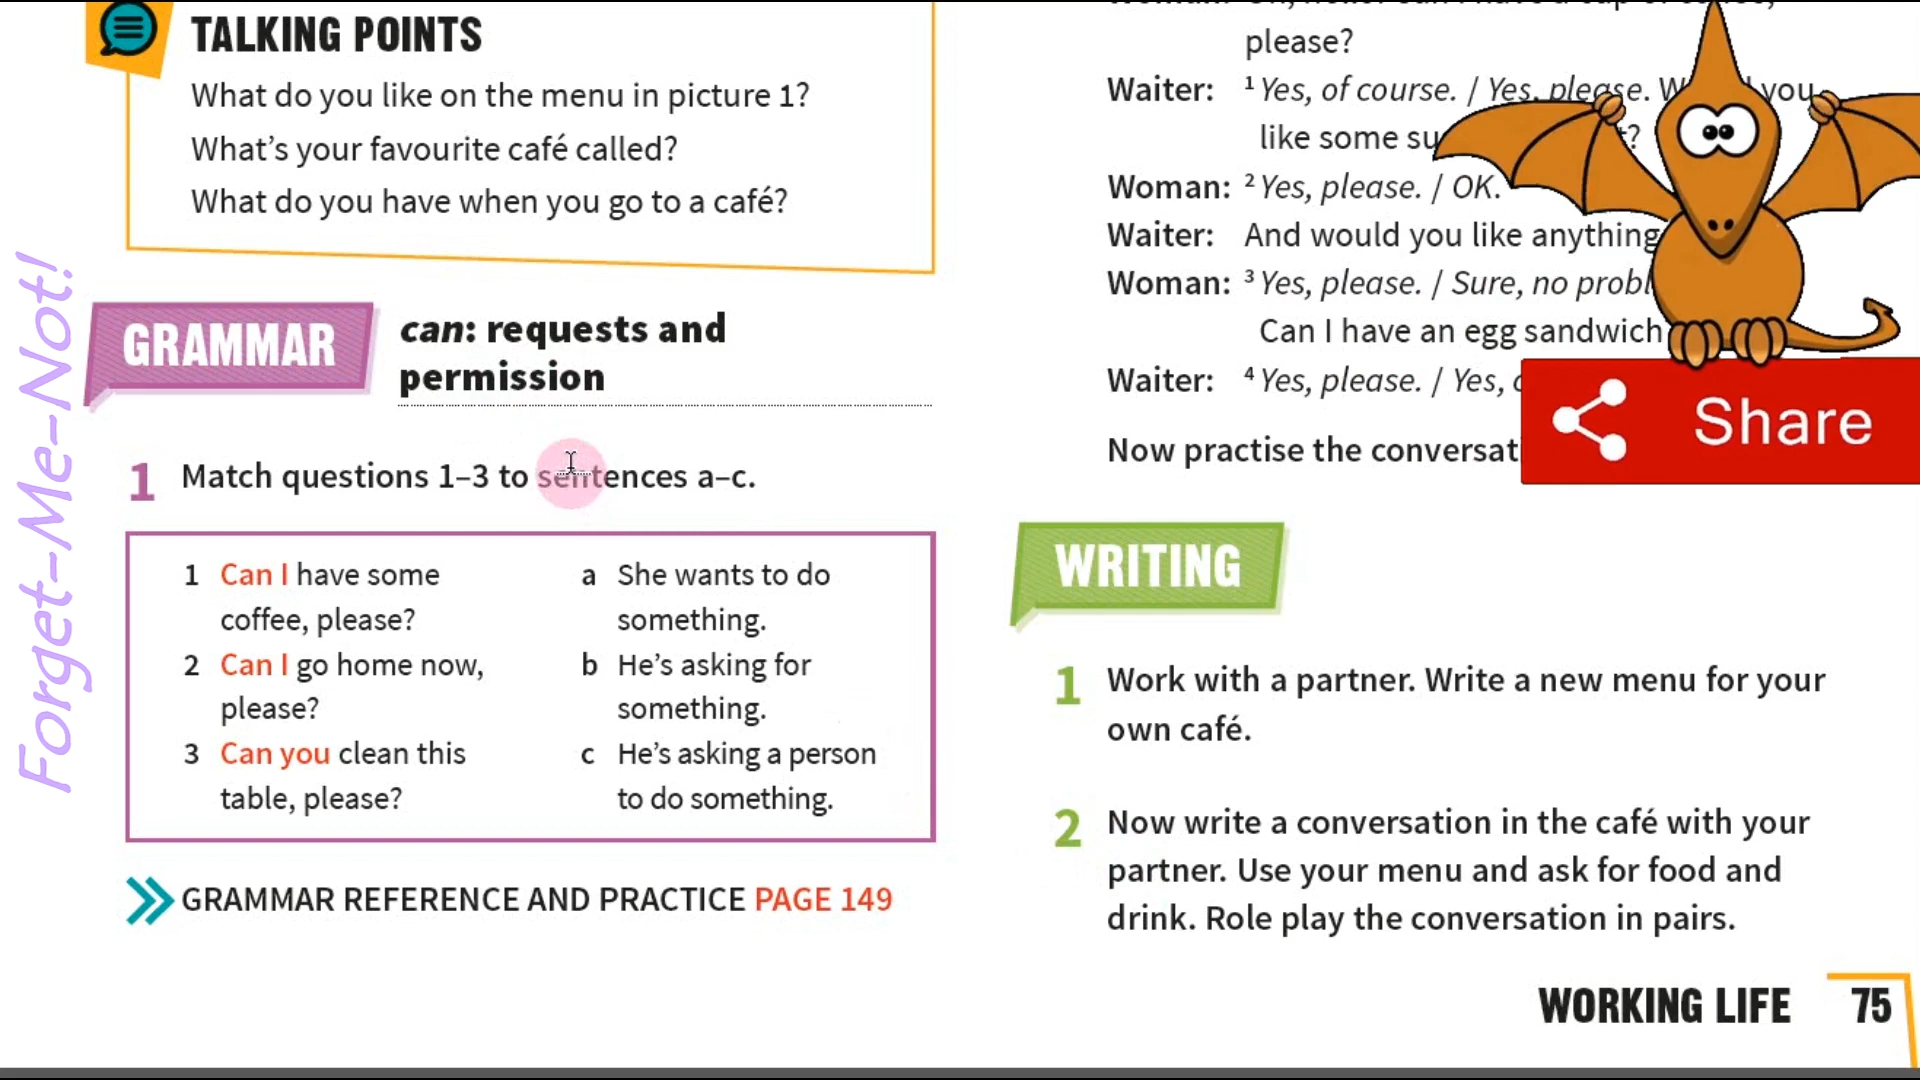 TALKING POINTS
What do you like on the menu in picture 1?
What's your favourite café called?
What do you have when you go to a café?
Forget-Me-Not!
GRAMMAR
can: requests and
permission
1 Match questions 1–3 to sentences a–c.
1 Can I have some
coffee, please?
2 Can I go home now,
please?
3 Can you clean this
table, please?
a She wants to do
something.
b He's asking for
something.
c He's asking a person
to do something.
GRAMMAR REFERENCE AND PRACTICE PAGE 149
please?
Waiter: 1 Yes, of course. / Yes, please. you
like some
Woman: 2 Yes, please. / OK.
Waiter: And would you like anything
Woman: 3 Yes, please. / Sure, no
Can I have an egg sandwich
Waiter: 4 Yes, please. / Yes,
Now practise the
Share
WRITING
1 Work with a partner. Write a new menu for your
own café.
2 Now write a conversation in the café with your
partner. Use your menu and ask for food and
drink. Role play the conversation in pairs.
WORKING LIFE 75